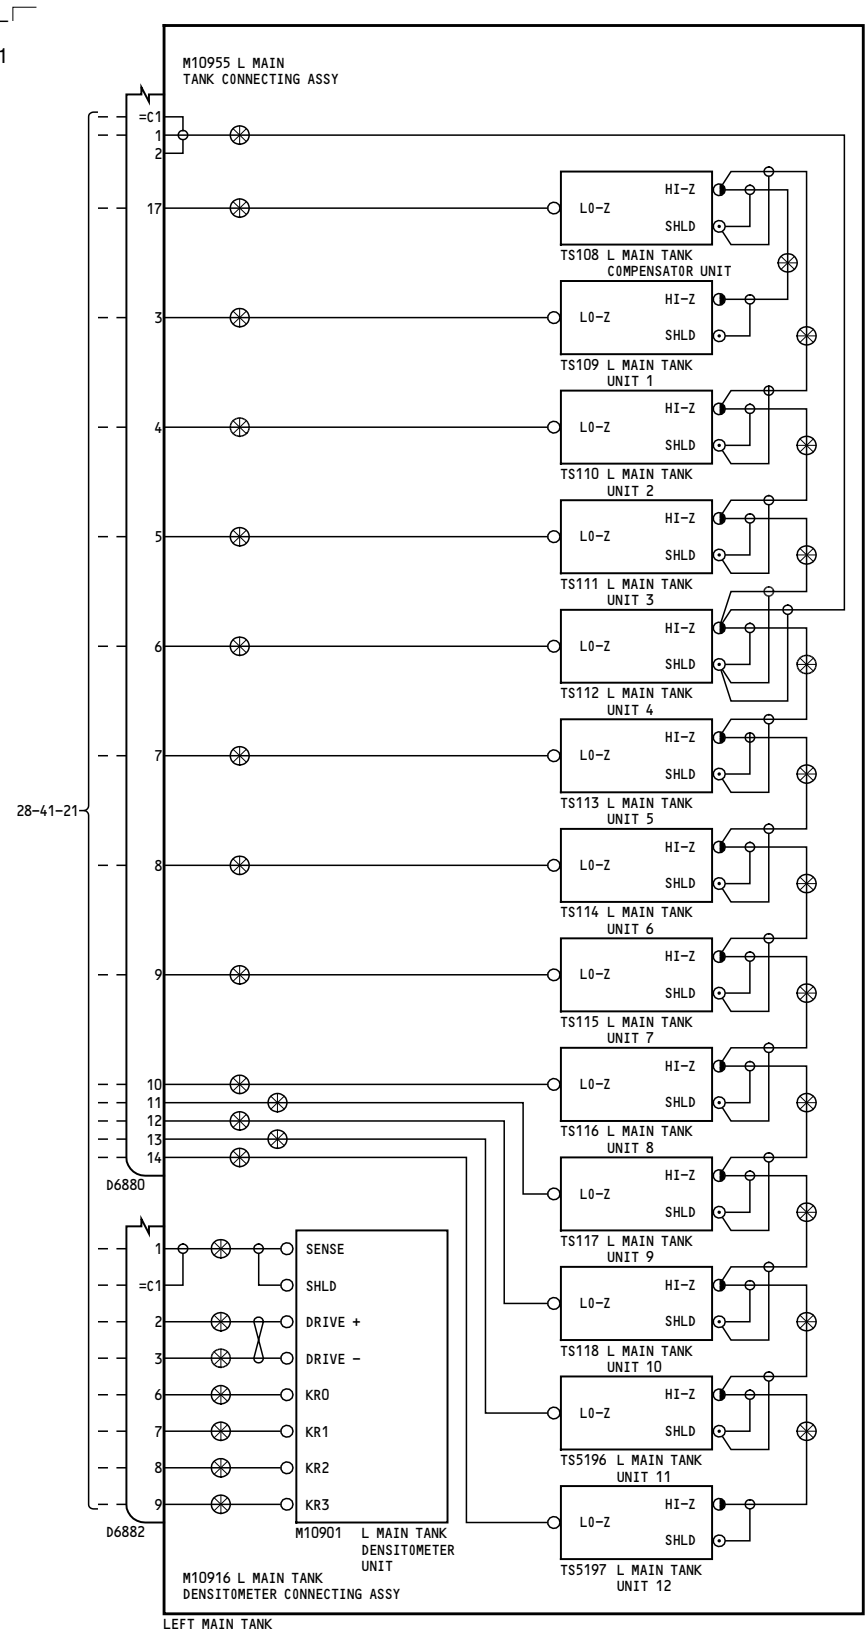 1
M10955 L MAIN
TANK CONNECTING ASSY
=C1
1
2
17
LO-Z
HI-Z
SHLD
TS108 L MAIN TANK
COMPENSATOR UNIT
3
LO-Z
HI-Z
SHLD
TS109 L MAIN TANK
UNIT 1
4
LO-Z
HI-Z
SHLD
TS110 L MAIN TANK
UNIT 2
5
LO-Z
HI-Z
SHLD
TS111 L MAIN TANK
UNIT 3
6
LO-Z
HI-Z
SHLD
TS112 L MAIN TANK
UNIT 4
7
LO-Z
HI-Z
SHLD
TS113 L MAIN TANK
UNIT 5
28-41-21
8
LO-Z
HI-Z
SHLD
TS114 L MAIN TANK
UNIT 6
9
LO-Z
HI-Z
SHLD
TS115 L MAIN TANK
UNIT 7
10
LO-Z
HI-Z
SHLD
TS116 L MAIN TANK
UNIT 8
11
12
13
14
D6880
LO-Z
HI-Z
SHLD
TS117 L MAIN TANK
UNIT 9
LO-Z
HI-Z
SHLD
TS118 L MAIN TANK
UNIT 10
LO-Z
HI-Z
SHLD
TS5196 L MAIN TANK
UNIT 11
LO-Z
HI-Z
SHLD
TS5197 L MAIN TANK
UNIT 12
1 SENSE
=C1 SHLD
2 DRIVE +
3 DRIVE -
6 KR0
7 KR1
8 KR2
9 KR3
D6882
M10901 L MAIN TANK
DENSITOMETER
UNIT
M10916 L MAIN TANK
DENSITOMETER CONNECTING ASSY
LEFT MAIN TANK